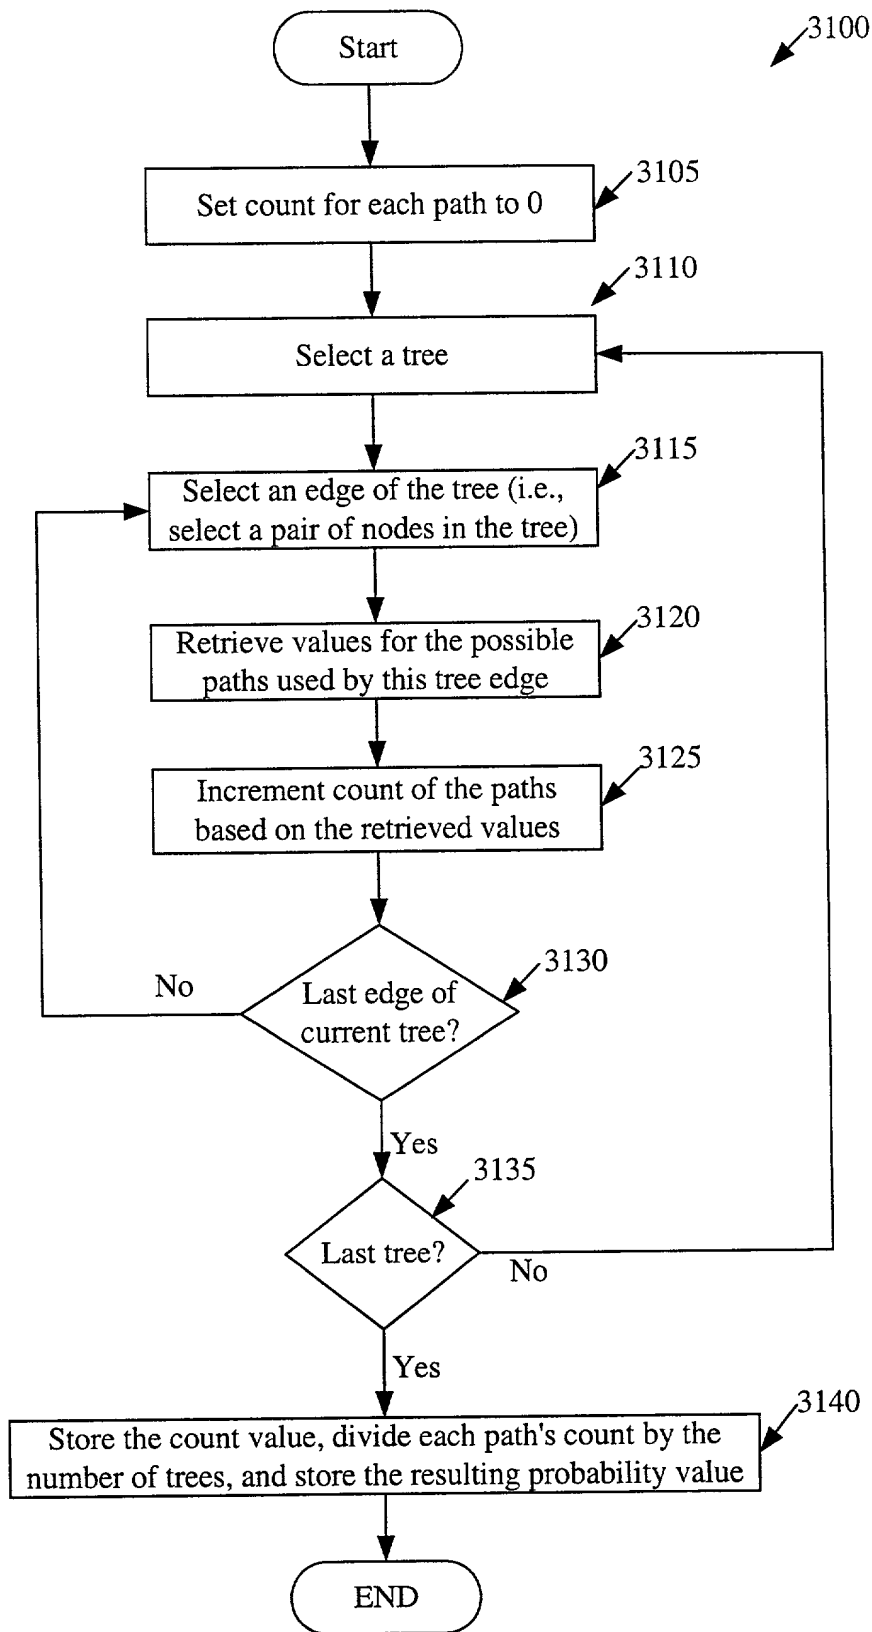 3100
Start
3105
Set count for each path to 0
3110
Select a tree
3115
Select an edge of the tree (i.e.,
select a pair of nodes in the tree)
3120
Retrieve values for the possible
paths used by this tree edge
3125
Increment count of the paths
based on the retrieved values
3130
No
Last edge of
current tree?
Yes
3135
Last tree?
No
Yes
3140
Store the count value, divide each path's count by the
number of trees, and store the resulting probability value
END